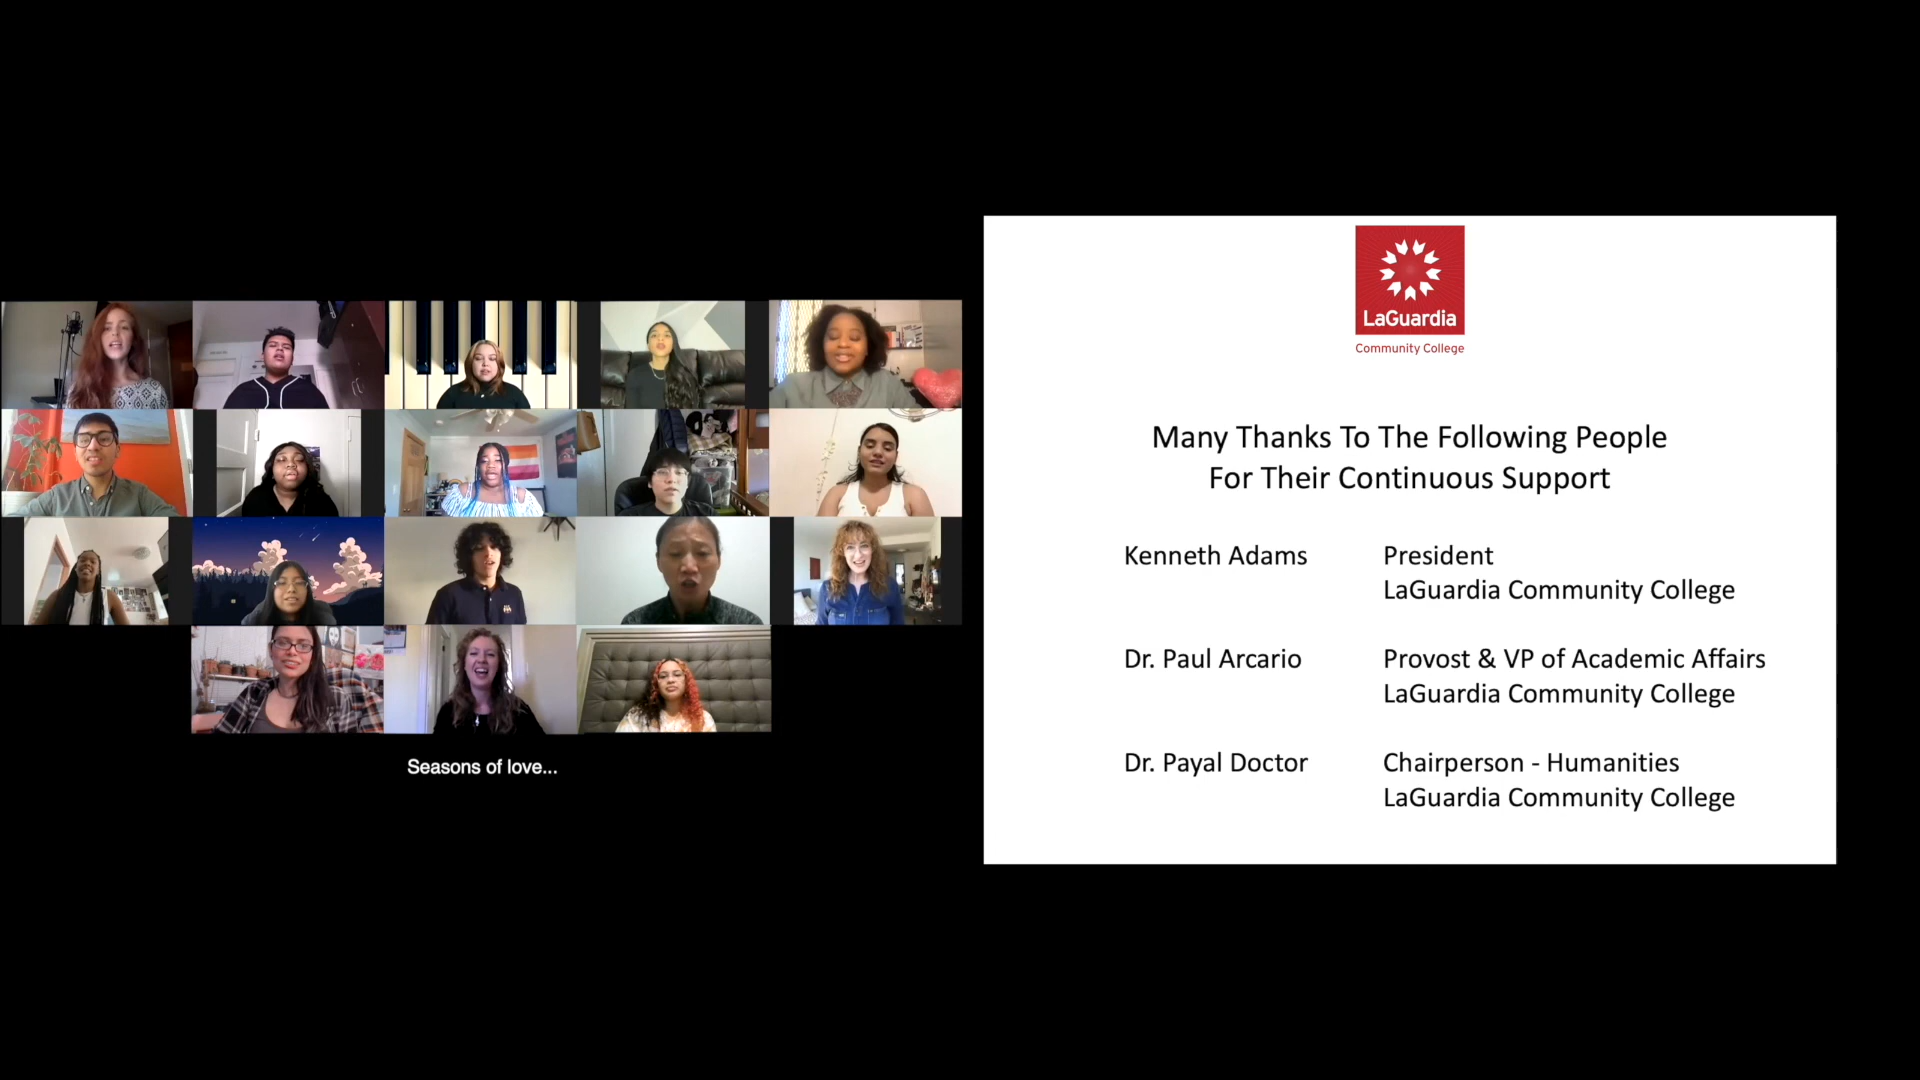 Seasons of love...
LaGuardia
Community College
Many Thanks To The Following People
For Their Continuous Support
Kenneth Adams President
LaGuardia Community College
Dr. Paul Arcario Provost & VP of Academic Affairs
LaGuardia Community College
Dr. Payal Doctor Chairperson - Humanities
LaGuardia Community College